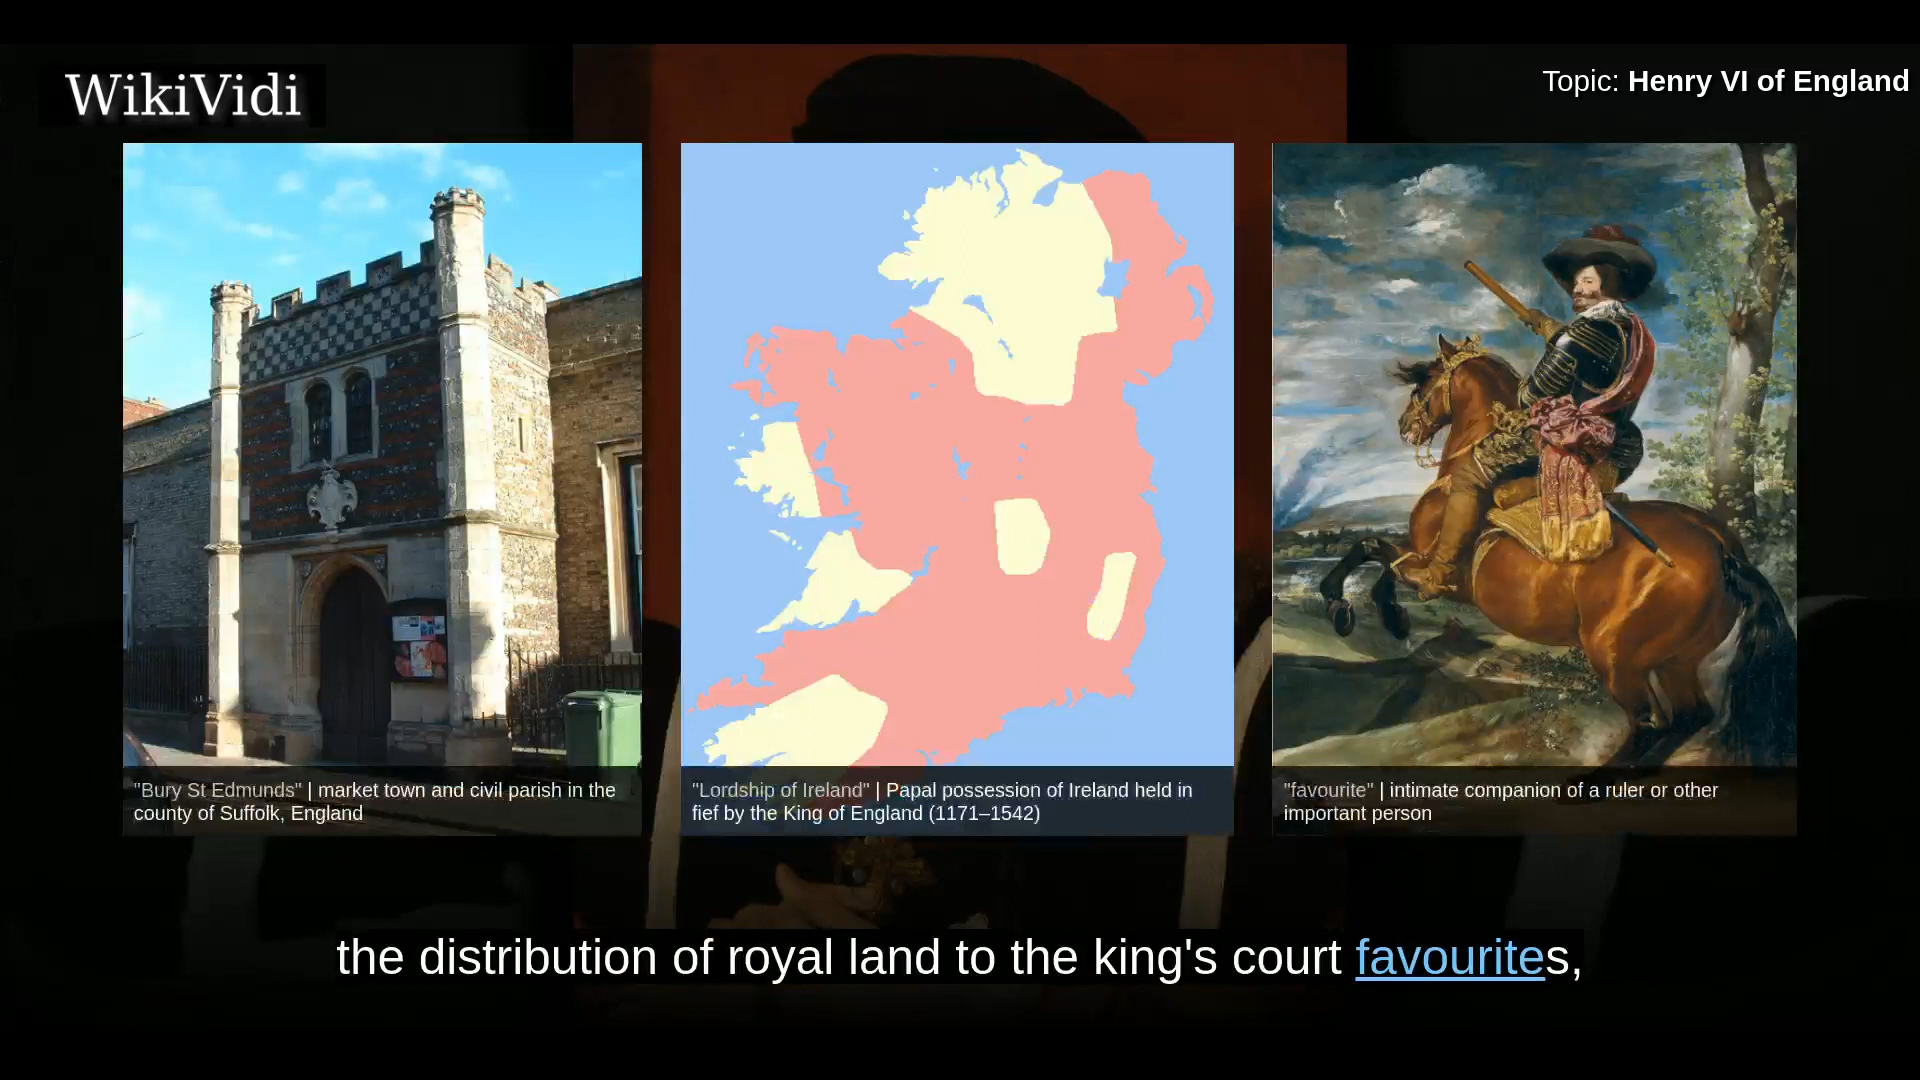 WikiVidi
Topic: Henry VI of England
"Bury St Edmunds" | market town and civil parish in the
county of Suffolk, England
"Lordship of Ireland" | Papal possession of Ireland held in
fief by the King of England (1171–1542)
"favourite" | intimate companion of a ruler or other
important person
the distribution of royal land to the king's court favourites,